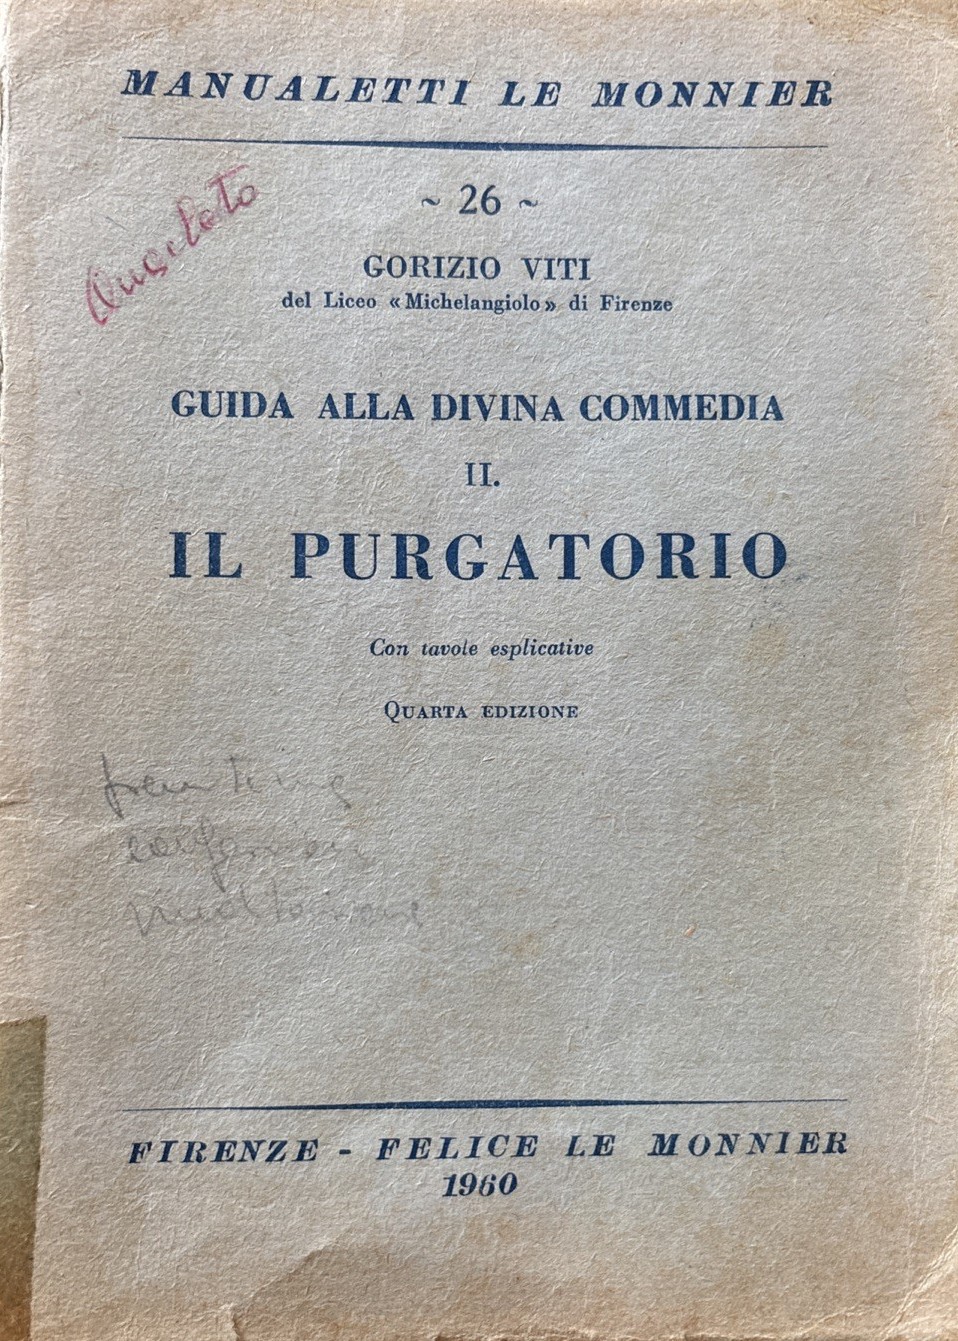 MANUALETTI LE MONNIER
~ 26 ~
GORIZIO VITI
del Liceo « Michelangiolo » di Firenze
GUIDA ALLA DIVINA COMMEDIA
II.
IL PURGATORIO
Con tavole esplicative
QUARTA EDIZIONE
FIRENZE - FELICE LE MONNIER
1960